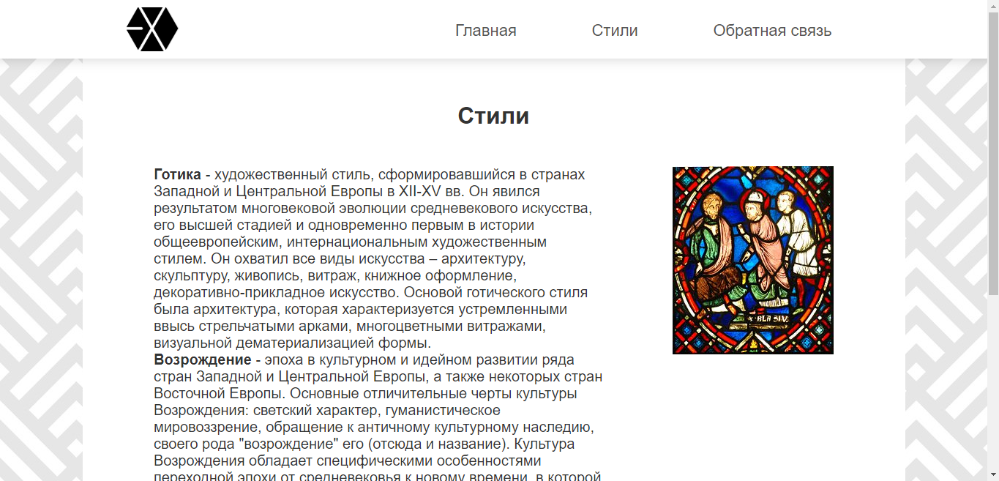 Главная Стили Обратная связь
Стили
Готика - художественный стиль, сформировавшийся в странах
Западной и Центральной Европы в XII-XV вв. Он явился
результатом многовековой эволюции средневекового искусства,
его высшей стадией и одновременно первым в истории
общеевропейским, интернациональным художественным
стилем. Он охватил все виды искусства – архитектуру,
скульптуру, живопись, витраж, книжное оформление,
декоративно-прикладное искусство. Основой готического стиля
была архитектура, которая характеризуется устремленными
ввысь стрельчатыми арками, многоцветными витражами,
визуальной дематериализацией формы.
Возрождение - эпоха в культурном и идейном развитии ряда
стран Западной и Центральной Европы, а также некоторых стран
Восточной Европы. Основные отличительные черты культуры
Возрождения: светский характер, гуманистическое
мировоззрение, обращение к античному культурному наследию,
своего рода "возрождение" его (отсюда и название). Культура
Возрождения обладает специфическими особенностями
переходной эпохи от средневековья к новому времени, в которой